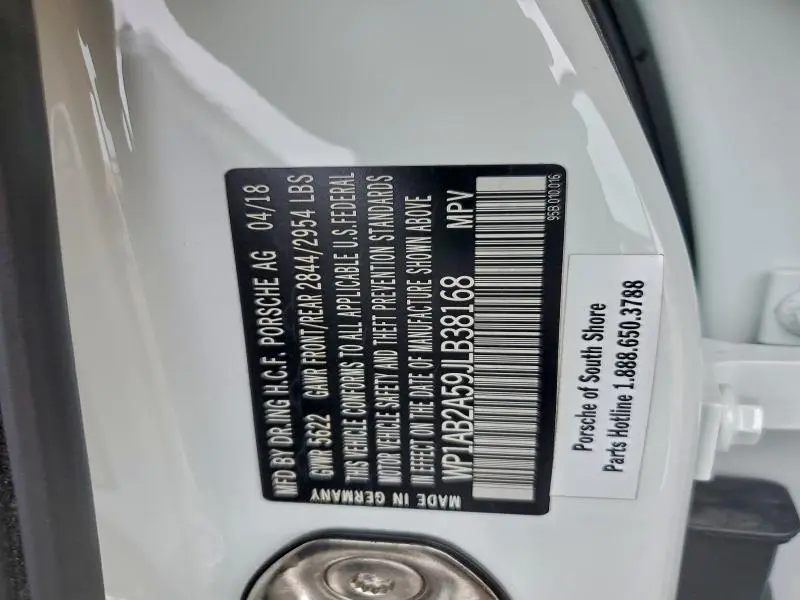 MFD BY DR.ING H.C.F. PORSCHE AG 04/18
GVWR 5622 GAWR FRONT/REAR 2844/2954 LBS
THIS VEHICLE CONFORMS TO ALL APPLICABLE U.S.FEDERAL
MOTOR VEHICLE SAFETY AND THEFT PREVENTION STANDARDS
IN EFFECT ON THE DATE OF MANUFACTURE SHOWN ABOVE
WP1AB2A59JLB38168 MPV
MADE IN GERMANY
95B.010.016
Porsche of South Shore
Parts Hotline 1.888.650.3788